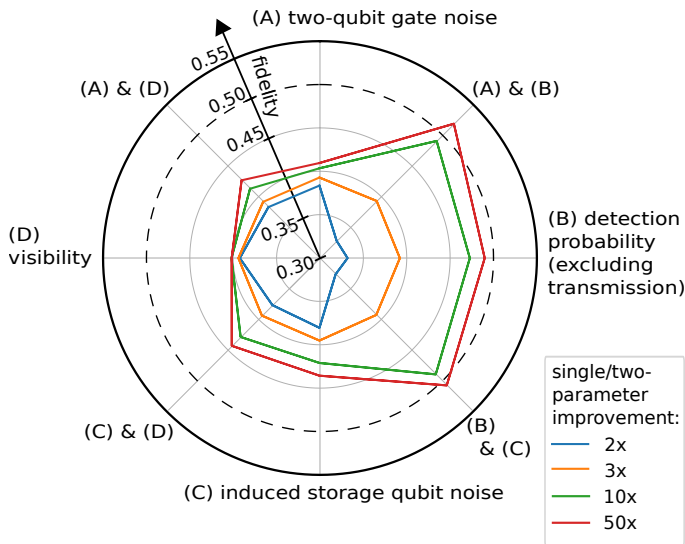 (A) two-qubit gate noise
0.55
fidelity
(A) & (D)
0.50
(A) & (B)
0.45
0.35
(D)
visibility
0.30
(B) detection
probability
(excluding
transmission)
(C) & (D)
(B)
& (C)
(C) induced storage qubit noise
single/two-
parameter
improvement:
2x
3x
10x
50x